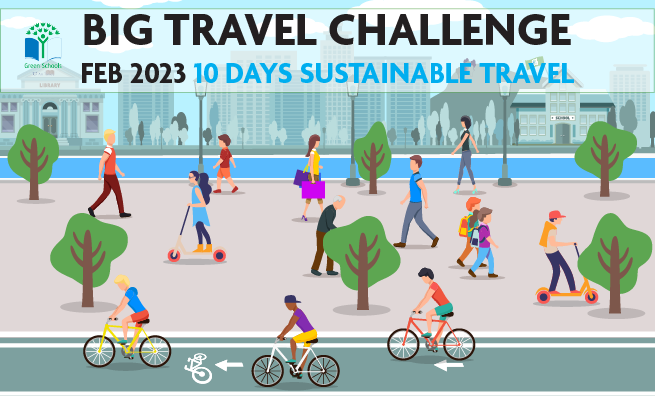 BIG TRAVEL CHALLENGE
FEB 2023 10 DAYS SUSTAINABLE TRAVEL
Green-Schools
LIBRARY
SCHOOL